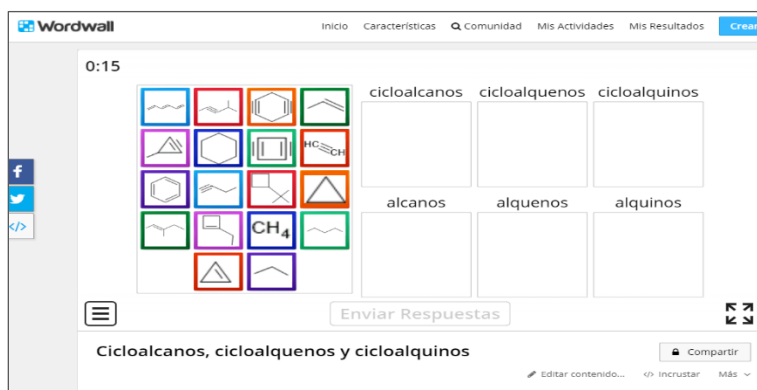 Wordwall
Inicio Características Comunidad Mis Actividades Mis Resultados Crear
0:15
cicloalcanos cicloalquenos cicloalquinos
HC CH
alcanos alquenos alquinos
CH4
Enviar Respuestas
Cicloalcanos, cicloalquenos y cicloalquinos
Compartir
Editar contenido... </> Incrustar Más
f
</>